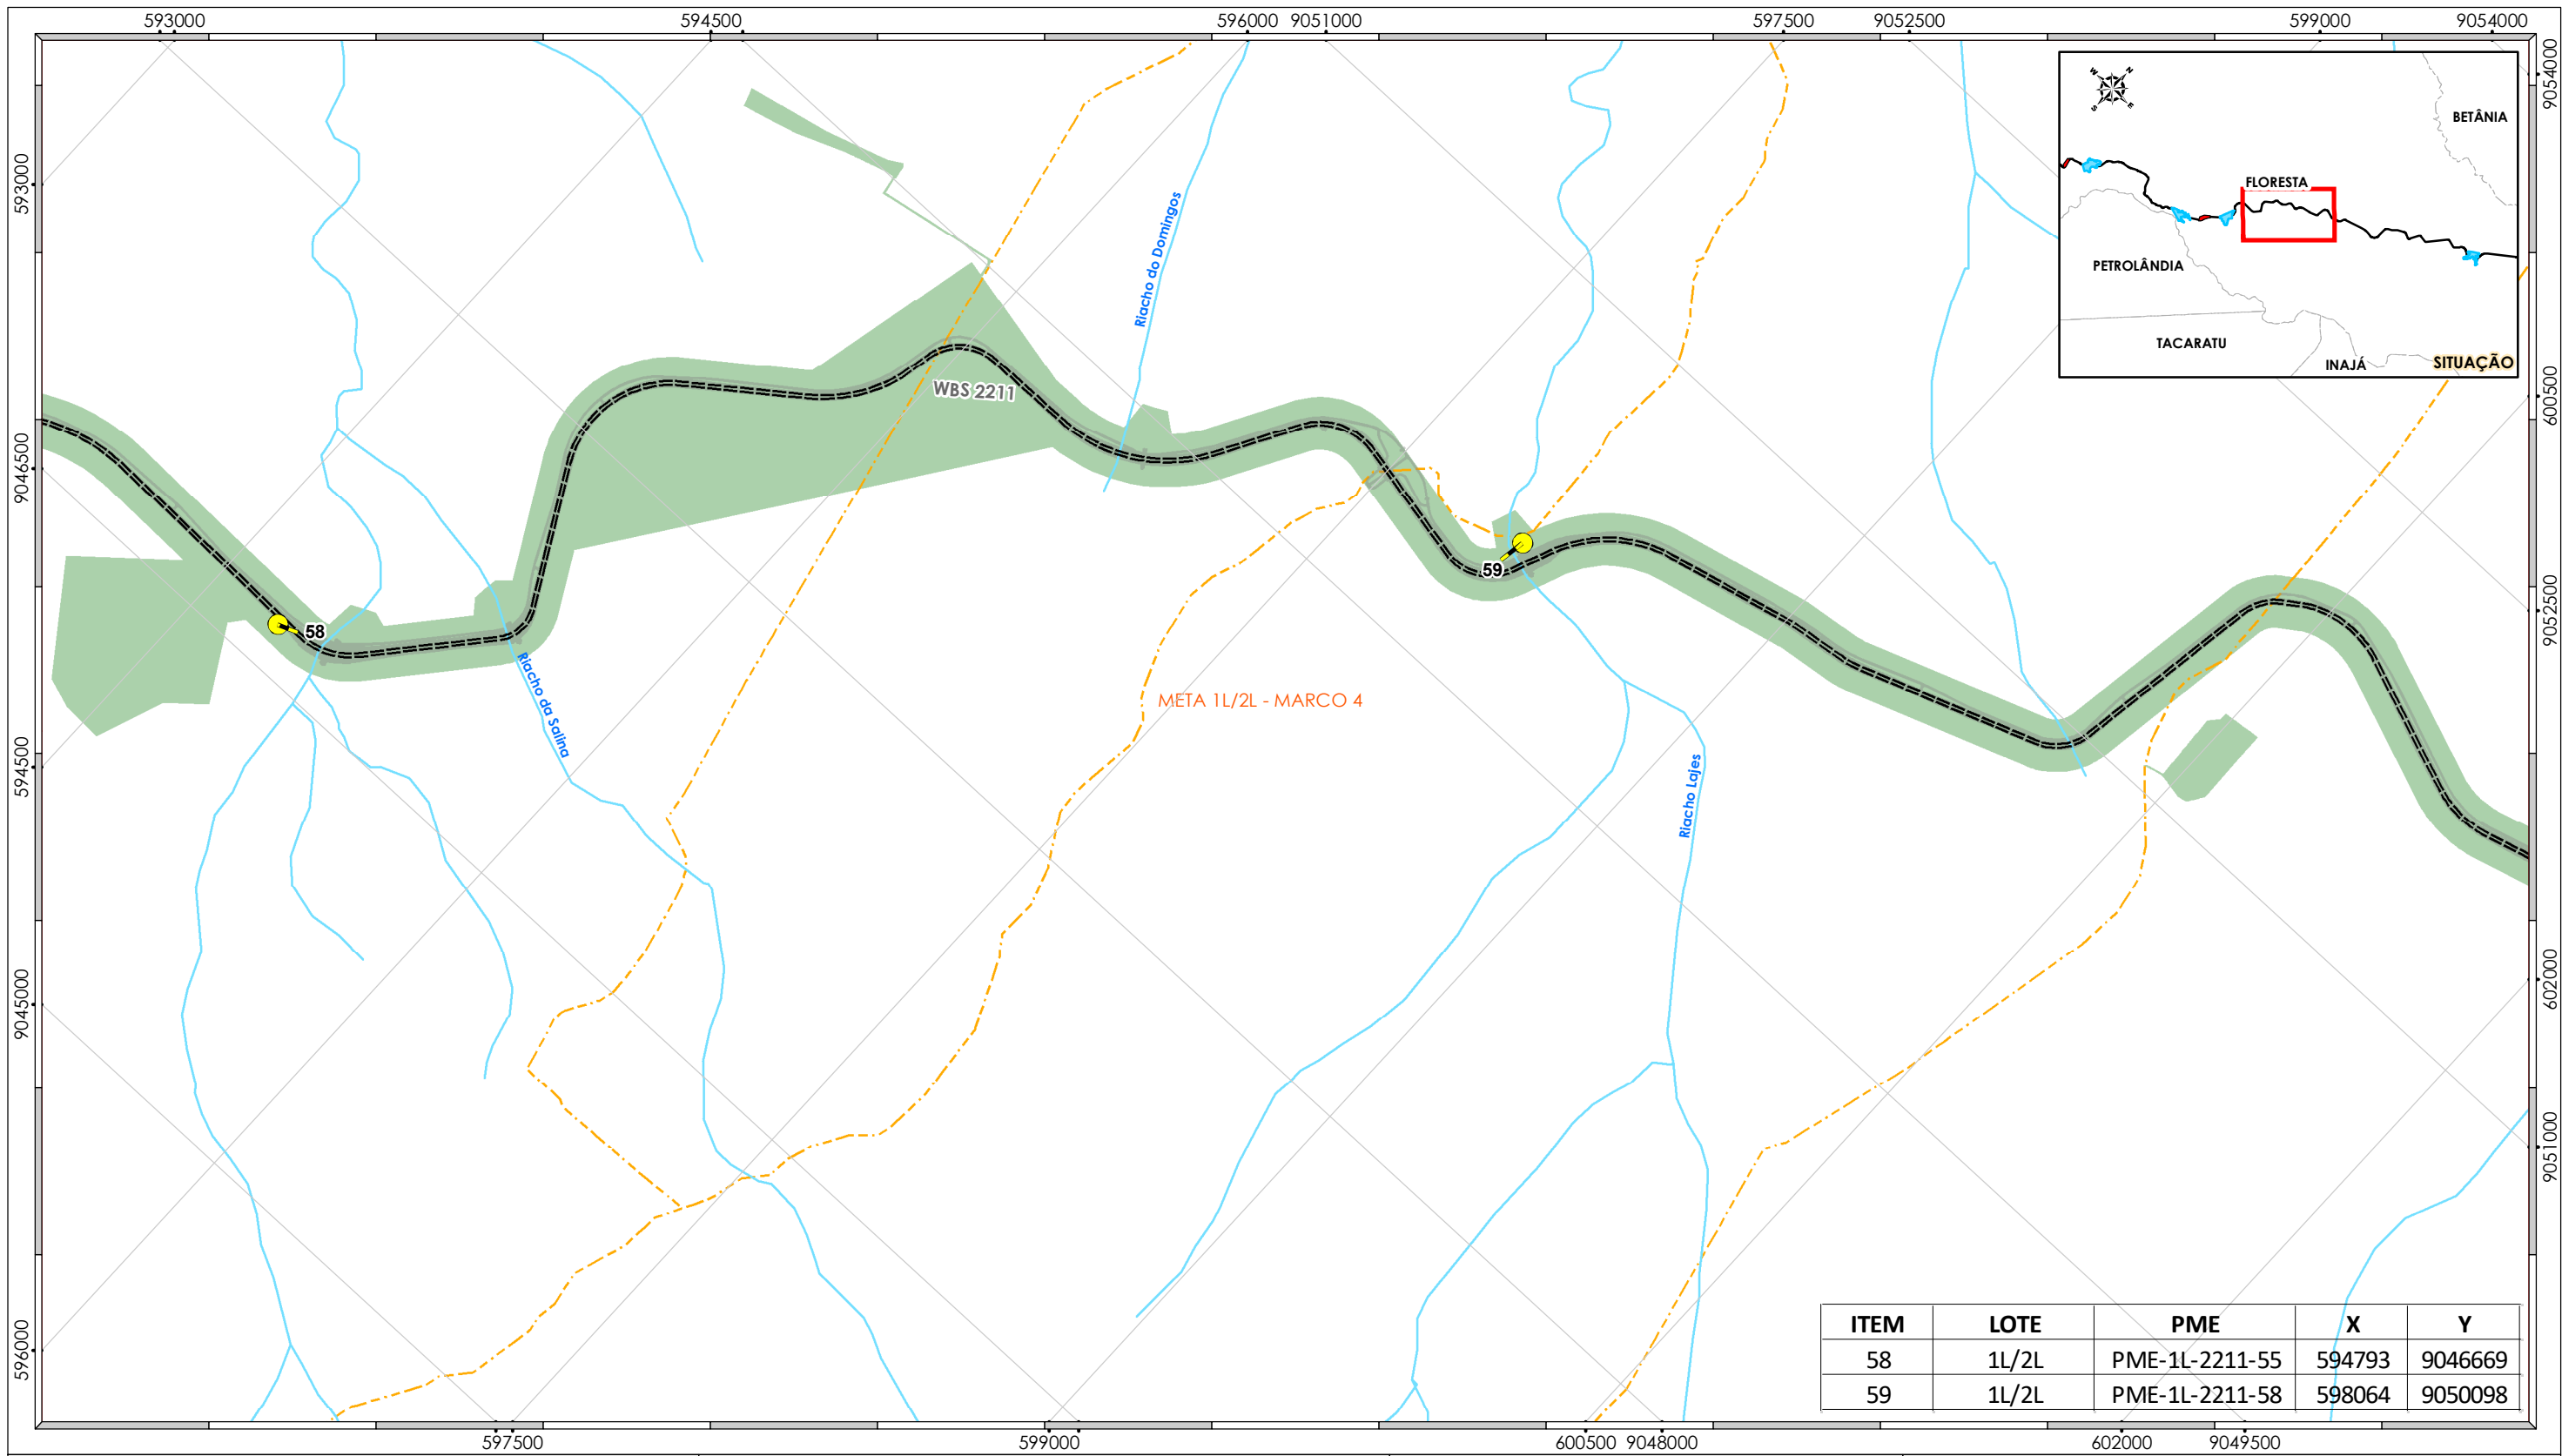 593000 594500 596000 9051000 597500 9052500 599000 9054000
9054000
593000
600500
9046500
9052500
594500
602000
9045000
9051000
596000
N
E
S
W
BETÂNIA
FLORESTA
PETROLÂNDIA
TACARATU
INAJÁ
SITUAÇÃO
Riacho do Domingos
WBS 2211
59
58
Riacho da Salina
META 1L/2L - MARCO 4
Riacho Lajes
ITEM LOTE PME X Y
58 1L/2L PME-1L-2211-55 594793 9046669
59 1L/2L PME-1L-2211-58 598064 9050098
597500 599000 600500 9048000 602000 9049500